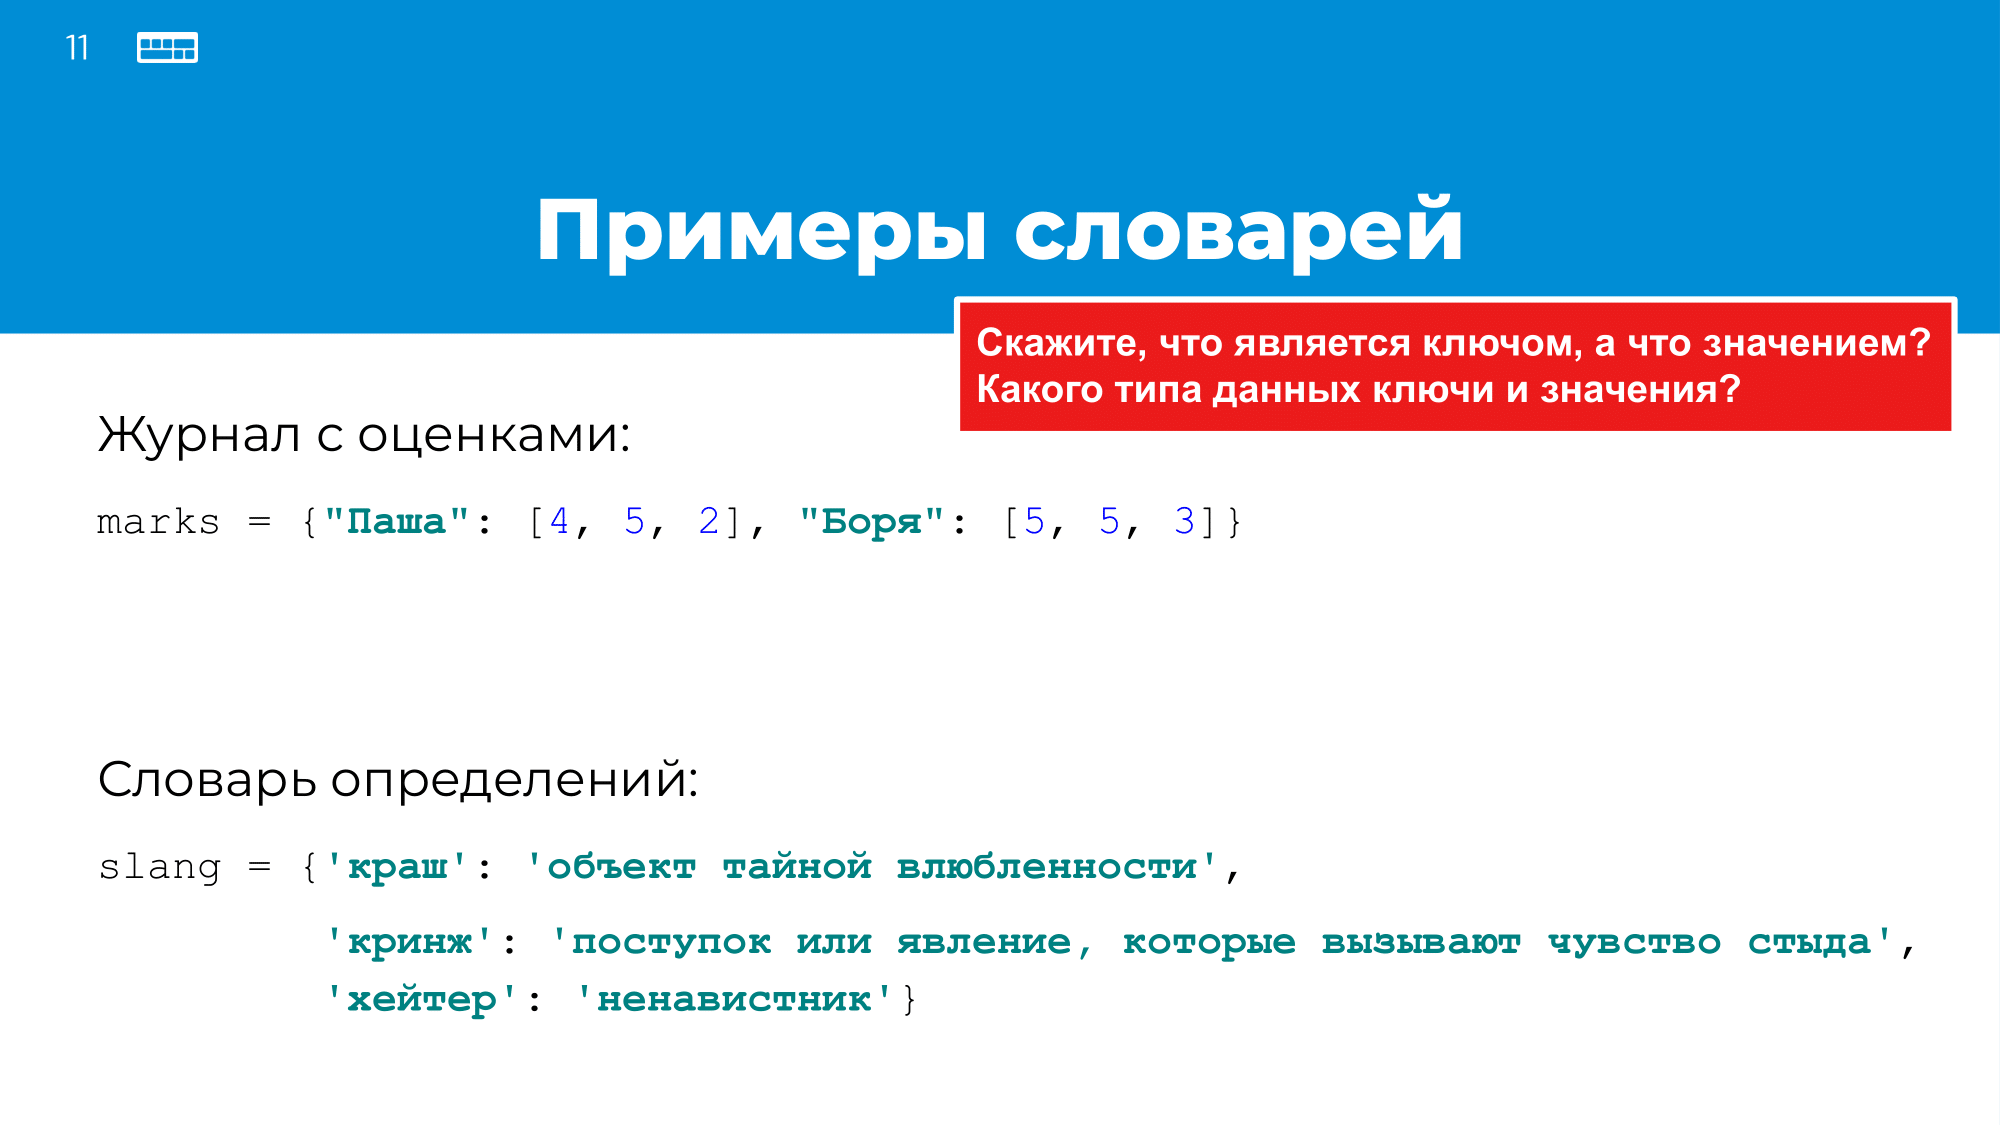 11
Примеры словарей
Скажите, что является ключом, а что значением?
Какого типа данных ключи и значения?
Журнал с оценками:
marks = {"Паша": [4, 5, 2], "Боря": [5, 5, 3]}
Словарь определений:
slang = {'краш': 'объект тайной влюбленности',
'кринж': 'поступок или явление, которые вызывают чувство стыда',
'хейтер': 'ненавистник'}